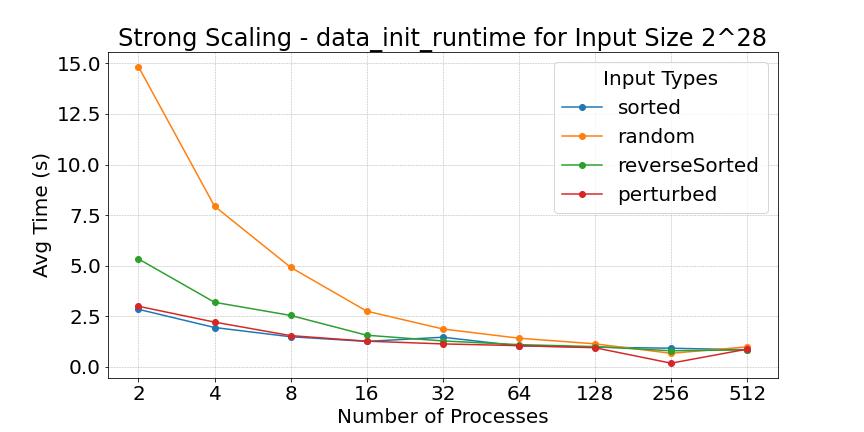 Strong Scaling - data_init_runtime for Input Size 2^28
15.0
12.5
10.0
7.5
5.0
2.5
0.0
Avg Time (s)
Input Types
sorted
random
reverseSorted
perturbed
2 4 8 16 32 64 128 256 512
Number of Processes